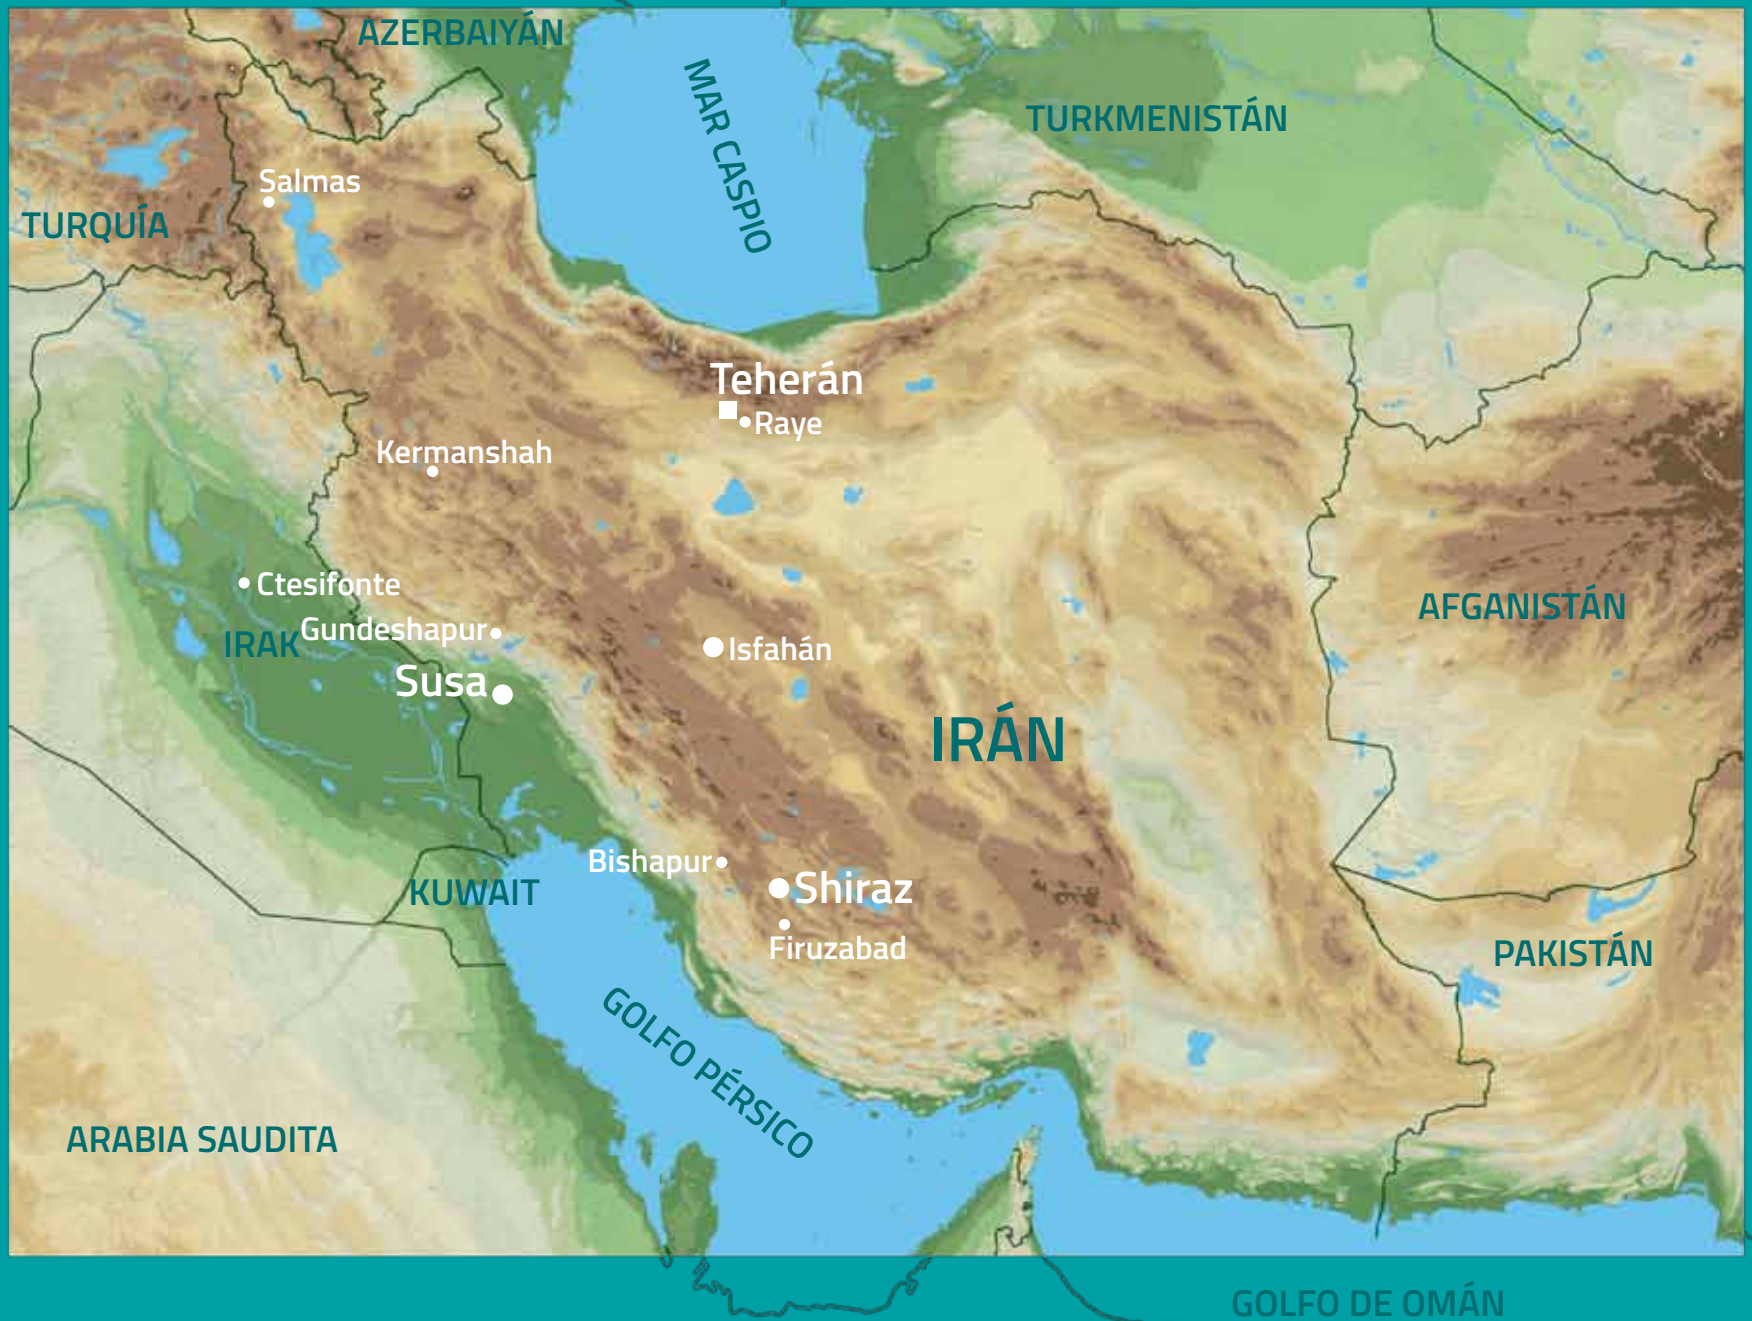 AZERBAIYÁN
MAR CASPIO
TURKMENISTÁN
Salmas
TURQUÍA
Teherán
Raye
Kermanshah
Ctesifonte
AFGANISTÁN
Gundeshapur
IRAK
Isfahán
Susa
IRÁN
Bishapur
Shiraz
KUWAIT
Firuzabad
PAKISTÁN
GOLFO PÉRSICO
ARABIA SAUDITA
GOLFO DE OMÁN